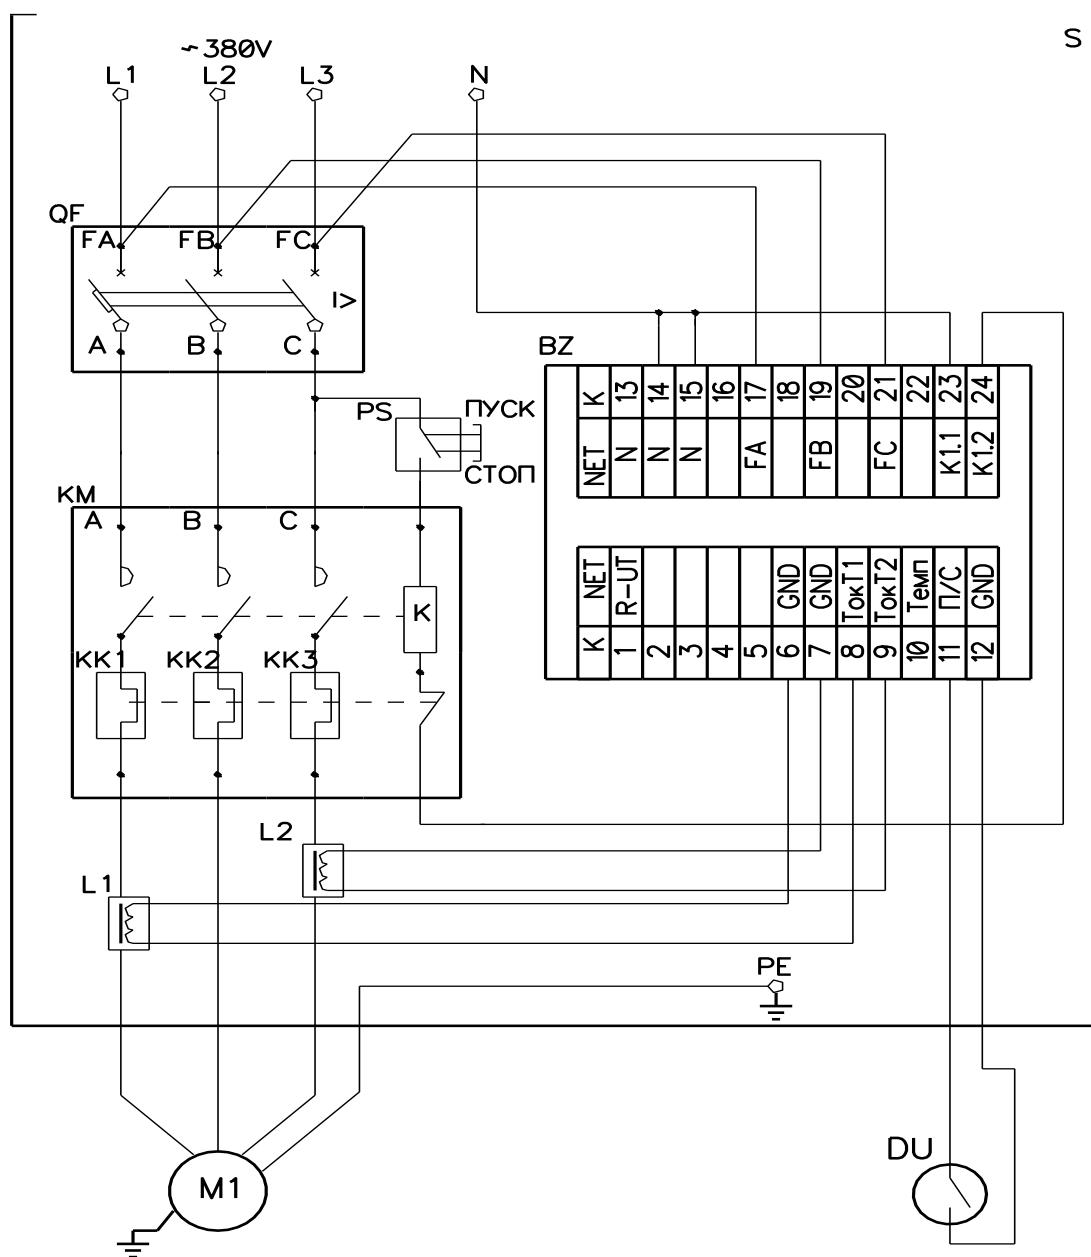 S
~380V
L1 L2 L3 N
QF
FA FB FC
I>
A B C
BZ
PS ПУСК
СТОП
K 13 14 15 16 17 18 19 20 21 22 23 24
NET N N N FA FB FC K1.1 K1.2
KM
A B C
K
NET R-UT GND GND ТокТ1 ТокТ2 Темп П/С GND
K 1 2 3 4 5 6 7 8 9 10 11 12
KK1 KK2 KK3
L2
L1
PE
DU
M1